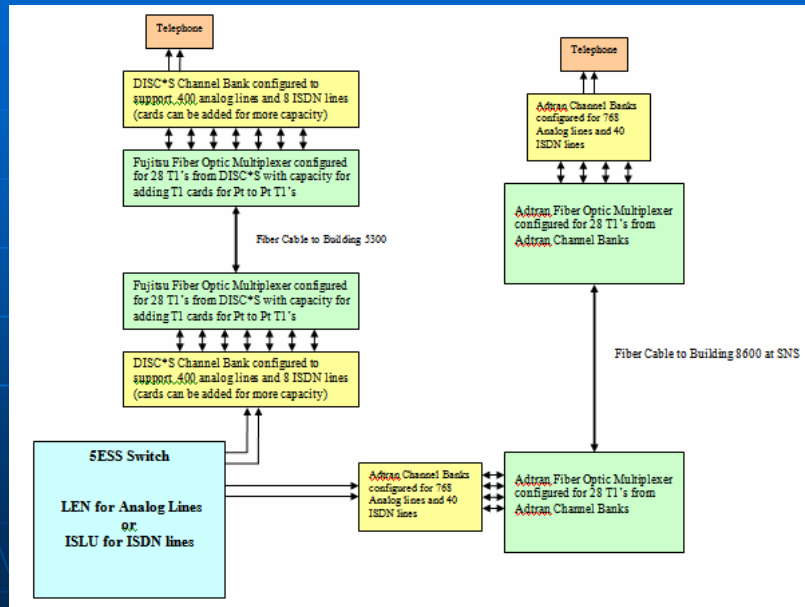 Telephone
DISC*S Channel Bank configured to
support 400 analog lines and 8 ISDN lines
(cards can be added for more capacity)
Fujitsu Fiber Optic Multiplexer configured
for 28 T1's from DISC*S with capacity for
adding T1 cards for Pt to Pt T1's
Fiber Cable to Building 5300
Fujitsu Fiber Optic Multiplexer configured
for 28 T1's from DISC*S with capacity for
adding T1 cards for Pt to Pt T1's
DISC*S Channel Bank configured to
support 400 analog lines and 8 ISDN lines
(cards can be added for more capacity)
5ESS Switch
LEN for Analog Lines
or
ISLU for ISDN lines
Adtran Channel Banks
configured for 768
Analog lines and 40
ISDN lines
Telephone
Adtran Channel Banks
configured for 768
Analog lines and 40
ISDN lines
Adtran Fiber Optic Multiplexer
configured for 28 T1's from
Adtran Channel Banks
Fiber Cable to Building 8600 at SNS
Adtran Fiber Optic Multiplexer
configured for 28 T1's from
Adtran Channel Banks